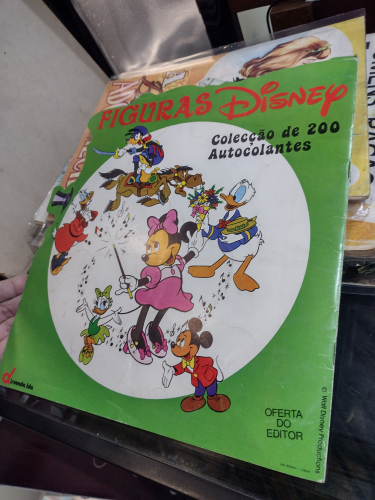 FIGURAS DISNEY
Colecção de 200
Autocolantes
OFERTA
DO
EDITOR
© Walt Disney Productions